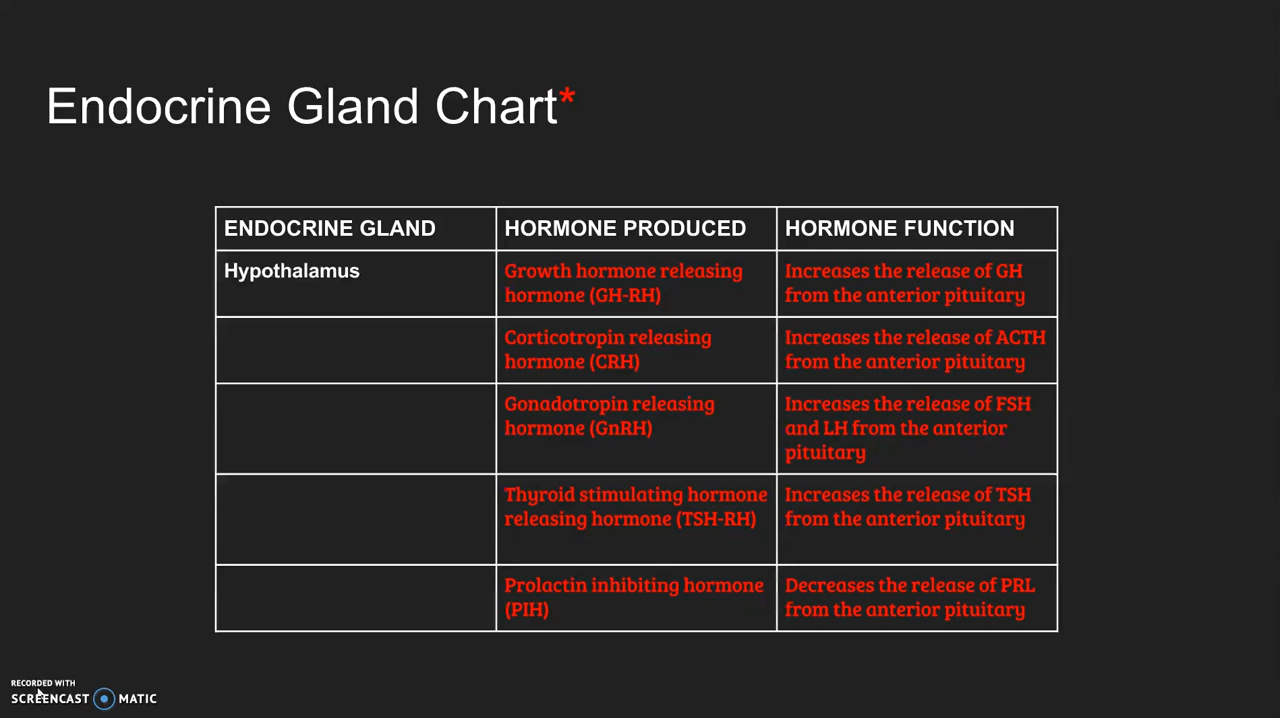 Endocrine Gland Chart*
ENDOCRINE GLAND
HORMONE PRODUCED
HORMONE FUNCTION
Hypothalamus
Growth hormone releasing
hormone (GH-RH)
Increases the release of GH
from the anterior pituitary
Corticotropin releasing
hormone (CRH)
Increases the release of ACTH
from the anterior pituitary
Gonadotropin releasing
hormone (GnRH)
Increases the release of FSH
and LH from the anterior
pituitary
Thyroid stimulating hormone
releasing hormone (TSH-RH)
Increases the release of TSH
from the anterior pituitary
Prolactin inhibiting hormone
(PIH)
Decreases the release of PRL
from the anterior pituitary
RECORDED WITH
SCREENCAST MATIC